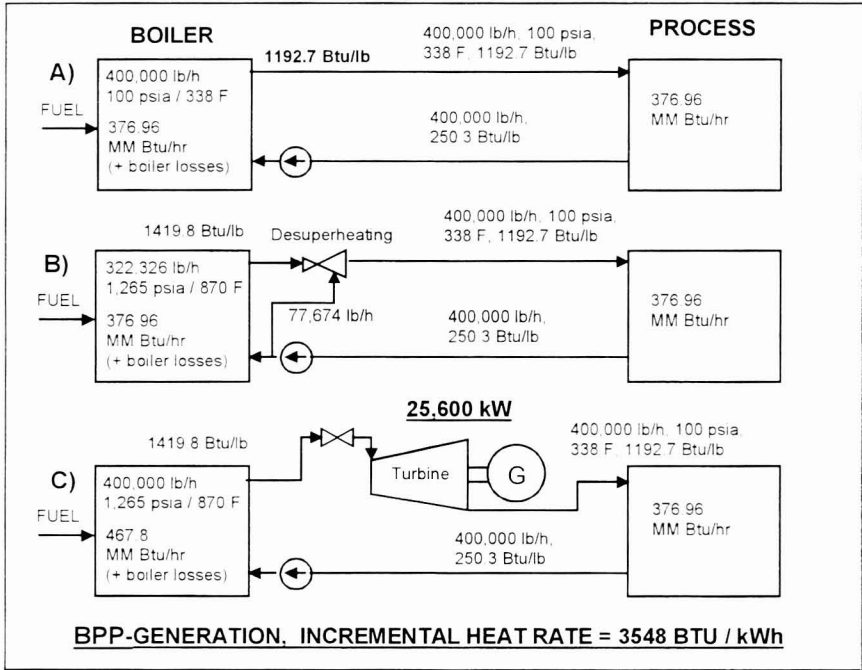 BOILER
PROCESS
A)
400,000 lb/h
100 psia / 338 F
376.96
MM Btu/hr
(+ boiler losses)
FUEL
1192.7 Btu/lb
400,000 lb/h, 100 psia,
338 F, 1192.7 Btu/lb
400,000 lb/h,
250.3 Btu/lb
376.96
MM Btu/hr
B)
1419.8 Btu/lb
Desuperheating
322.326 lb/h
1,265 psia / 870 F
376.96
MM Btu/hr
(+ boiler losses)
FUEL
77,674 lb/h
400,000 lb/h, 100 psia,
338 F, 1192.7 Btu/lb
400,000 lb/h,
250.3 Btu/lb
376.96
MM Btu/hr
C)
1419.8 Btu/lb
25,600 kW
Turbine
G
400,000 lb/h
1,265 psia / 870 F
467.8
MM Btu/hr
(+ boiler losses)
FUEL
400,000 lb/h, 100 psia,
338 F, 1192.7 Btu/lb
400,000 lb/h,
250.3 Btu/lb
376.96
MM Btu/hr
BPP-GENERATION, INCREMENTAL HEAT RATE = 3548 BTU / kWh